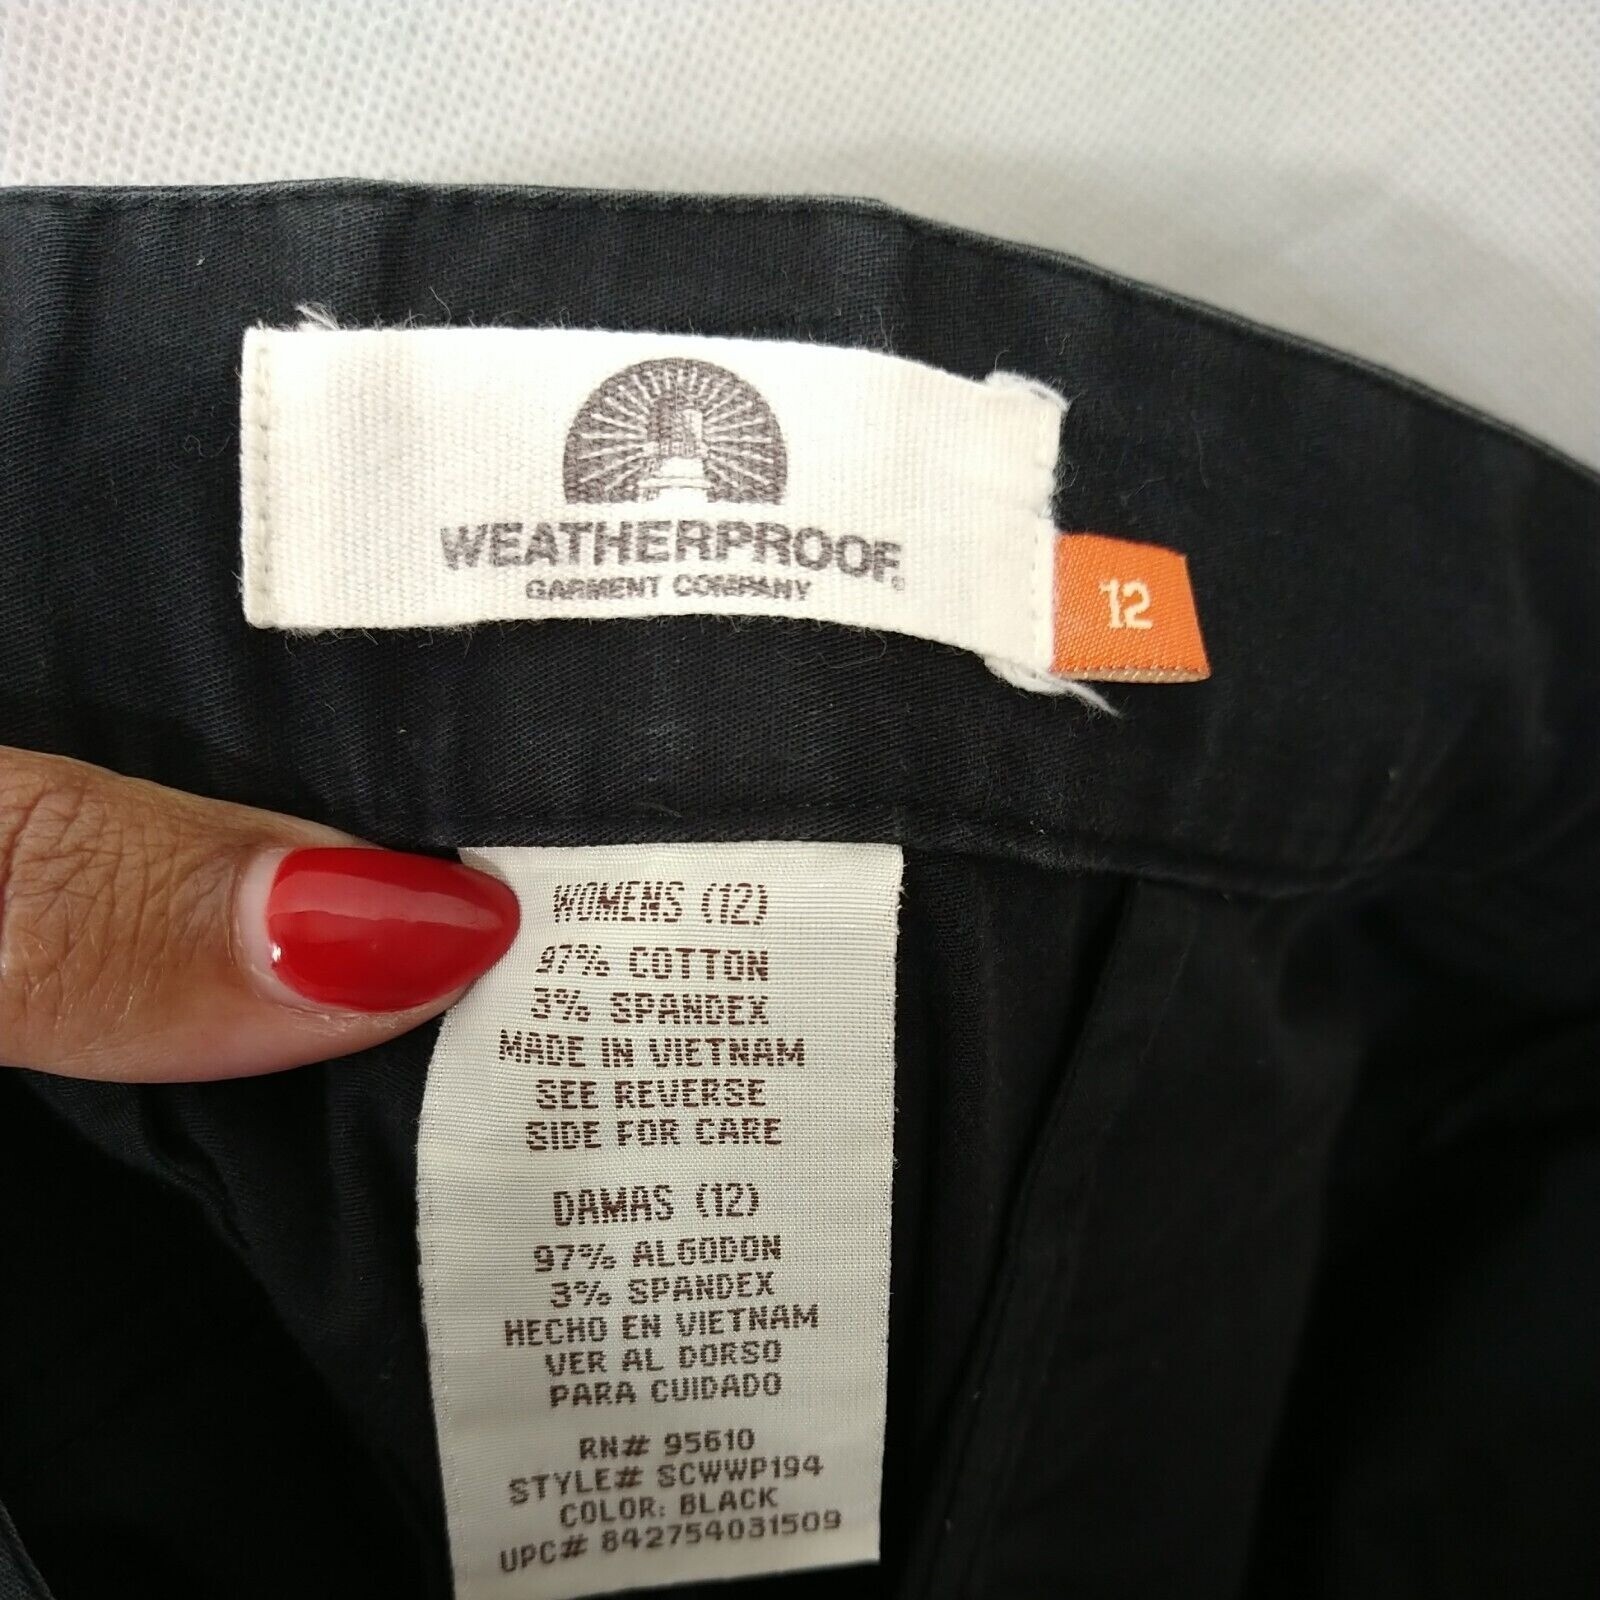 WEATHERPROOF
GARMENT COMPANY
12
WOMENS (12)
97% COTTON
3% SPANDEX
MADE IN VIETNAM
SEE REVERSE
SIDE FOR CARE
DAMAS (12)
97% ALGODON
3% SPANDEX
HECHO EN VIETNAM
VER AL DORSO
PARA CUIDADO
RN# 95610
STYLE# SCWWP194
COLOR: BLACK
UPC# 842754031509